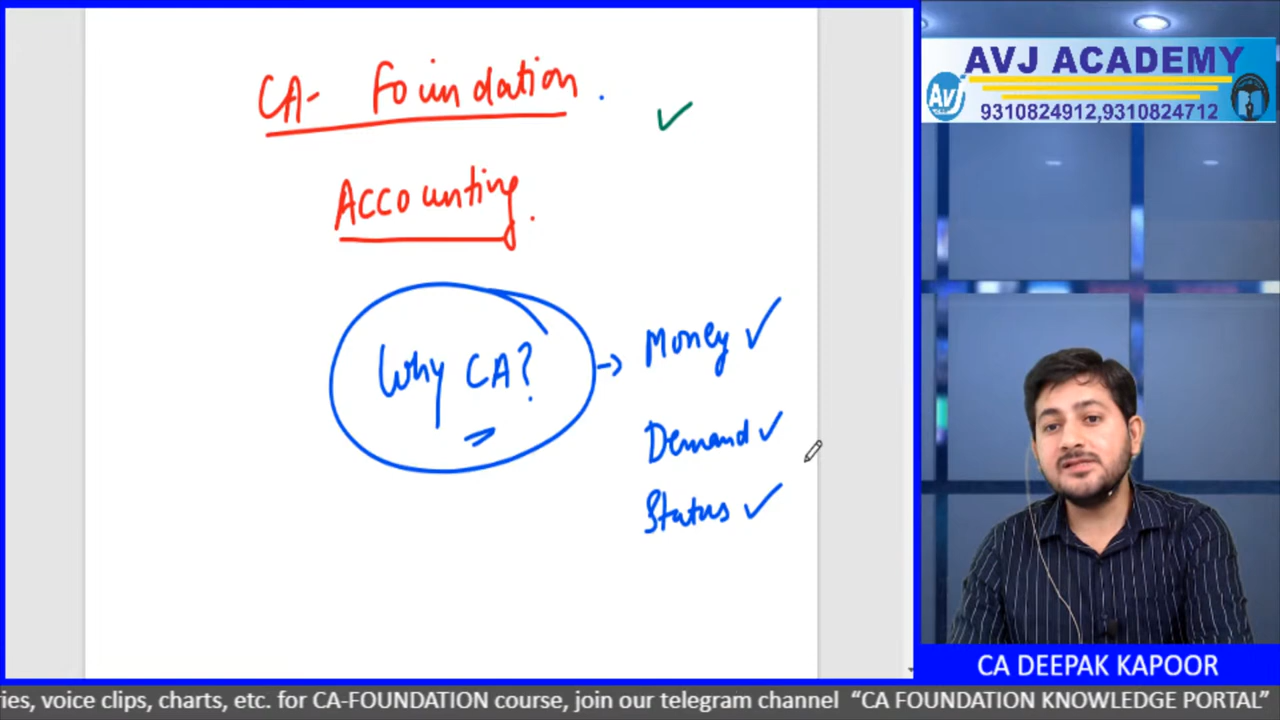 CA- Foundation.
Accounting.
Why CA?
Money
Demand
Status
AVJ ACADEMY
AVJ
9310824912,9310824712
CA DEEPAK KAPOOR
ies, voice clips, charts, etc. for CA-FOUNDATION course, join our telegram channel “CA FOUNDATION KNOWLEDGE PORTAL”